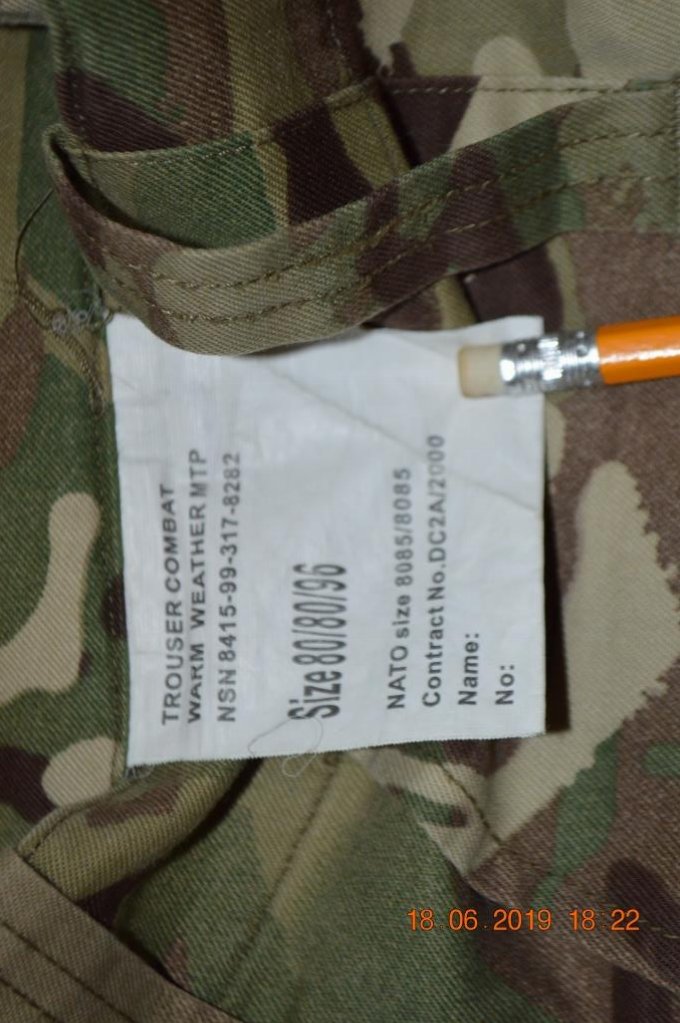 TROUSER COMBAT
WARM WEATHER MTP
NSN 8415-99-317-8282
Size 80/80/96
NATO size 8085/8085
Contract No.DC2A/2000
Name:
No:
18.06.2019 18:22